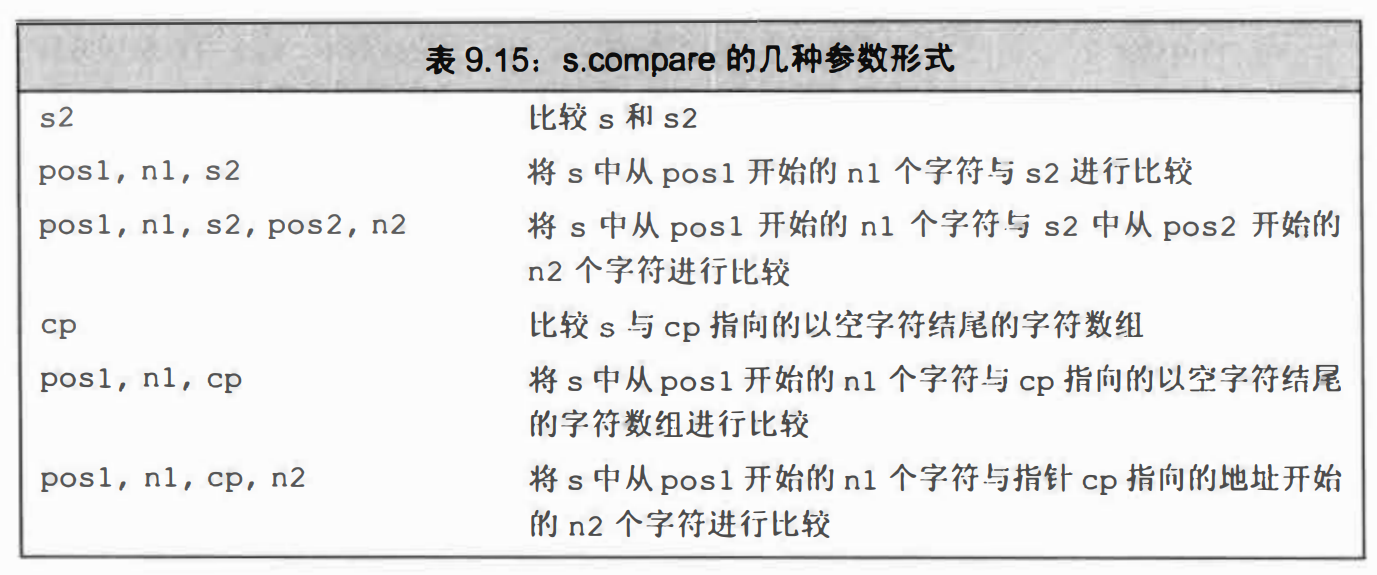 表 9.15：s.compare 的几种参数形式
s2 比较 s 和 s2
pos1, n1, s2 将 s 中从 pos1 开始的 n1 个字符与 s2 进行比较
pos1, n1, s2, pos2, n2 将 s 中从 pos1 开始的 n1 个字符与 s2 中从 pos2 开始的
n2 个字符进行比较
cp 比较 s 与 cp 指向的以空字符结尾的字符数组
pos1, n1, cp 将 s 中从 pos1 开始的 n1 个字符与 cp 指向的以空字符结尾
的字符数组进行比较
pos1, n1, cp, n2 将 s 中从 pos1 开始的 n1 个字符与指针 cp 指向的地址开始
的 n2 个字符进行比较